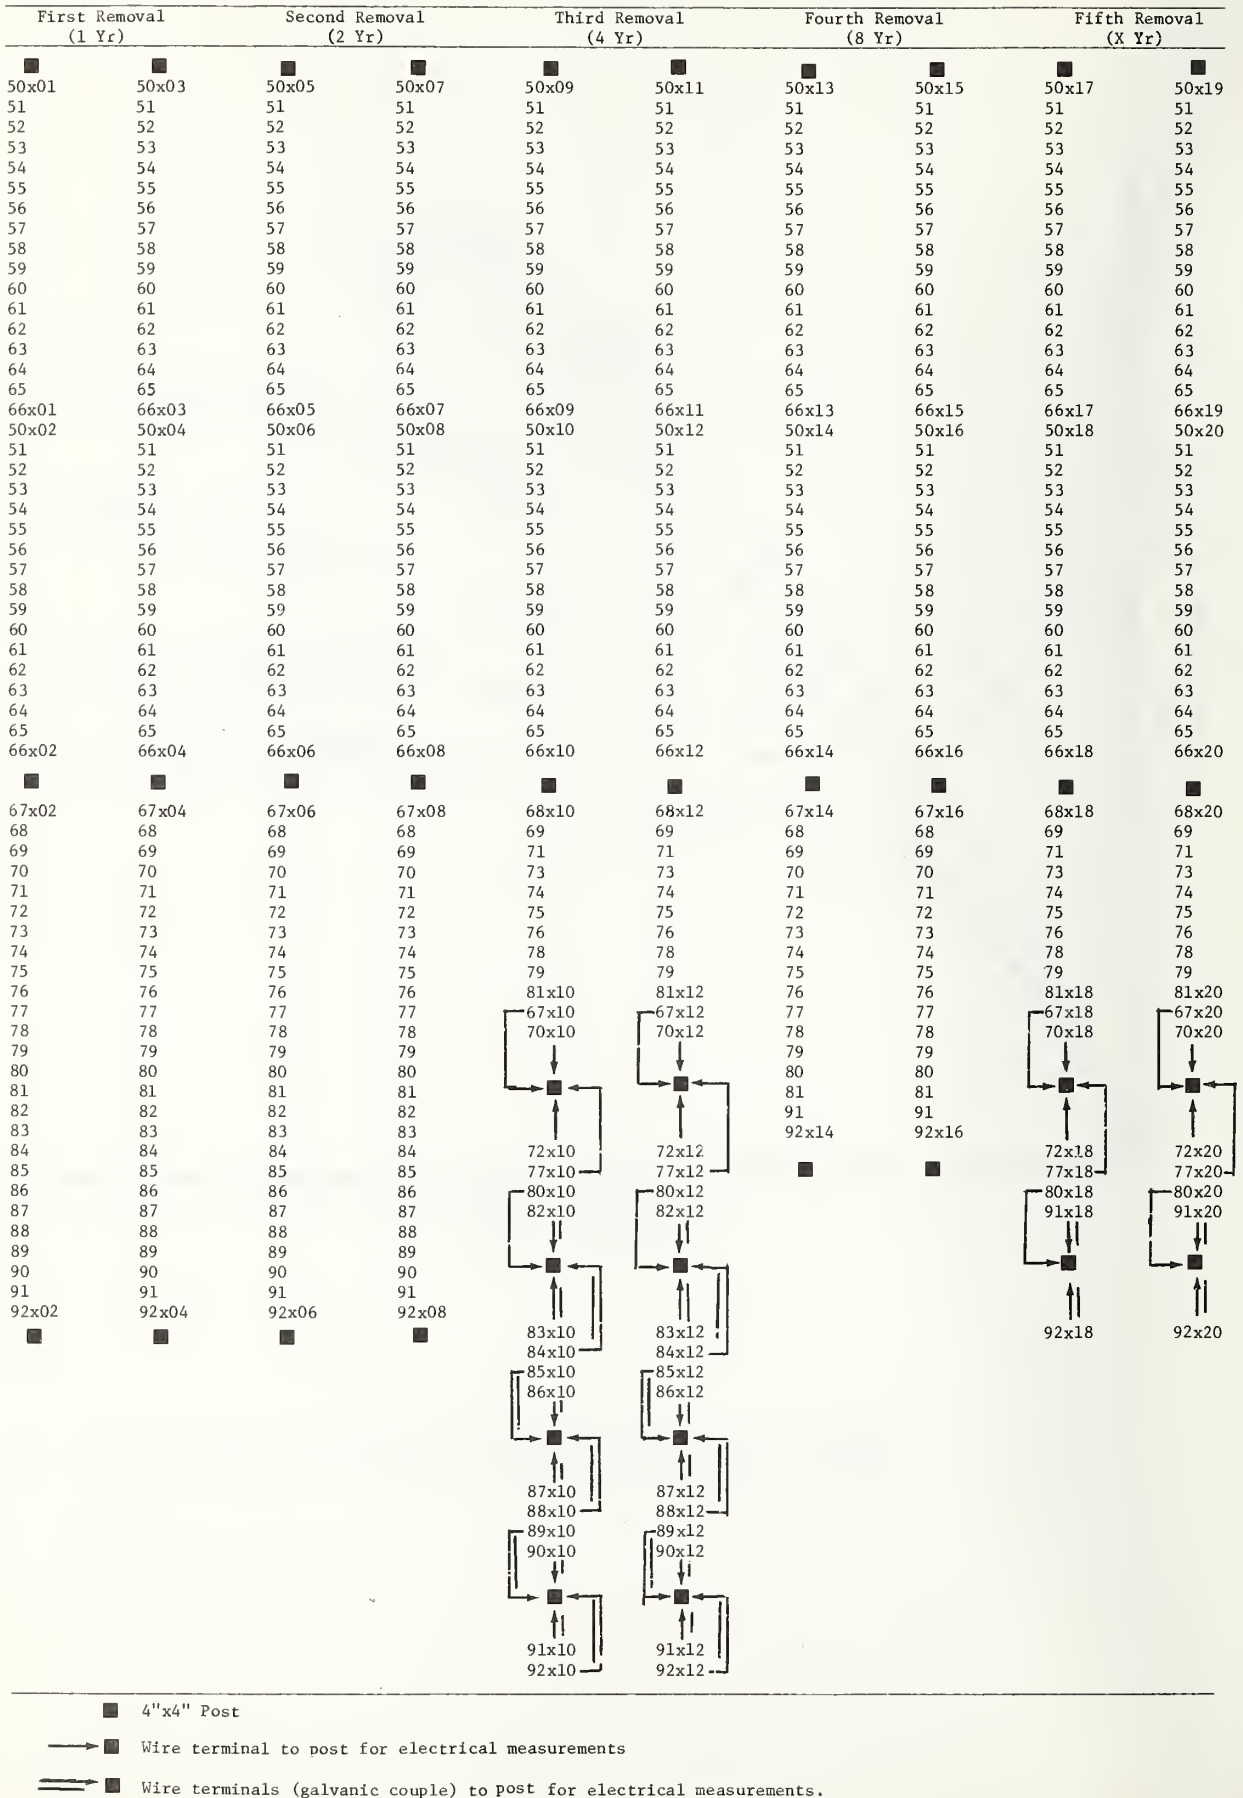 First Removal Second Removal Third Removal Fourth Removal Fifth Removal
(1 Yr) (2 Yr) (4 Yr) (8 Yr) (X Yr)
50x01 50x03 50x05 50x07 50x09 50x11 50x13 50x15 50x17 50x19
51 51 51 51 51 51 51 51 51 51
52 52 52 52 52 52 52 52 52 52
53 53 53 53 53 53 53 53 53 53
54 54 54 54 54 54 54 54 54 54
55 55 55 55 55 55 55 55 55 55
56 56 56 56 56 56 56 56 56 56
57 57 57 57 57 57 57 57 57 57
58 58 58 58 58 58 58 58 58 58
59 59 59 59 59 59 59 59 59 59
60 60 60 60 60 60 60 60 60 60
61 61 61 61 61 61 61 61 61 61
62 62 62 62 62 62 62 62 62 62
63 63 63 63 63 63 63 63 63 63
64 64 64 64 64 64 64 64 64 64
65 65 65 65 65 65 65 65 65 65
66x01 66x03 66x05 66x07 66x09 66x11 66x13 66x15 66x17 66x19
50x02 50x04 50x06 50x08 50x10 50x12 50x14 50x16 50x18 50x20
51 51 51 51 51 51 51 51 51 51
52 52 52 52 52 52 52 52 52 52
53 53 53 53 53 53 53 53 53 53
54 54 54 54 54 54 54 54 54 54
55 55 55 55 55 55 55 55 55 55
56 56 56 56 56 56 56 56 56 56
57 57 57 57 57 57 57 57 57 57
58 58 58 58 58 58 58 58 58 58
59 59 59 59 59 59 59 59 59 59
60 60 60 60 60 60 60 60 60 60
61 61 61 61 61 61 61 61 61 61
62 62 62 62 62 62 62 62 62 62
63 63 63 63 63 63 63 63 63 63
64 64 64 64 64 64 64 64 64 64
65 65 65 65 65 65 65 65 65 65
66x02 66x04 66x06 66x08 66x10 66x12 66x14 66x16 66x18 66x20
67x02 67x04 67x06 67x08 68x10 68x12 67x14 67x16 68x18 68x20
68 68 68 68 69 69 68 68 69 69
69 69 69 69 71 71 69 69 71 71
70 70 70 70 73 73 70 70 73 73
71 71 71 71 74 74 71 71 74 74
72 72 72 72 75 75 72 72 75 75
73 73 73 73 76 76 73 73 76 76
74 74 74 74 78 78 74 74 78 78
75 75 75 75 79 79 75 75 79 79
76 76 76 76 81x10 81x12 76 76 81x18 81x20
77 77 77 77 67x10 67x12 77 77 67x18 67x20
78 78 78 78 70x10 70x12 78 78 70x18 70x20
79 79 79 79 79 79
80 80 80 80 80 80
81 81 81 81 81 81
82 82 82 82 91 91
83 83 83 83 92x14 92x16
84 84 84 84 72x10 72x12 72x18 72x20
85 85 85 85 77x10 77x12 77x18 77x20
86 86 86 86 80x10 80x12 80x18 80x20
87 87 87 87 82x10 82x12 91x18 91x20
88 88 88 88
89 89 89 89
90 90 90 90
91 91 91 91
92x02 92x04 92x06 92x08
83x10 83x12 92x18 92x20
84x10 84x12
85x10 85x12
86x10 86x12
87x10 87x12
88x10 88x12
89x10 89x12
90x10 90x12
91x10 91x12
92x10 92x12
4"x4" Post
Wire terminal to post for electrical measurements
Wire terminals (galvanic couple) to post for electrical measurements.